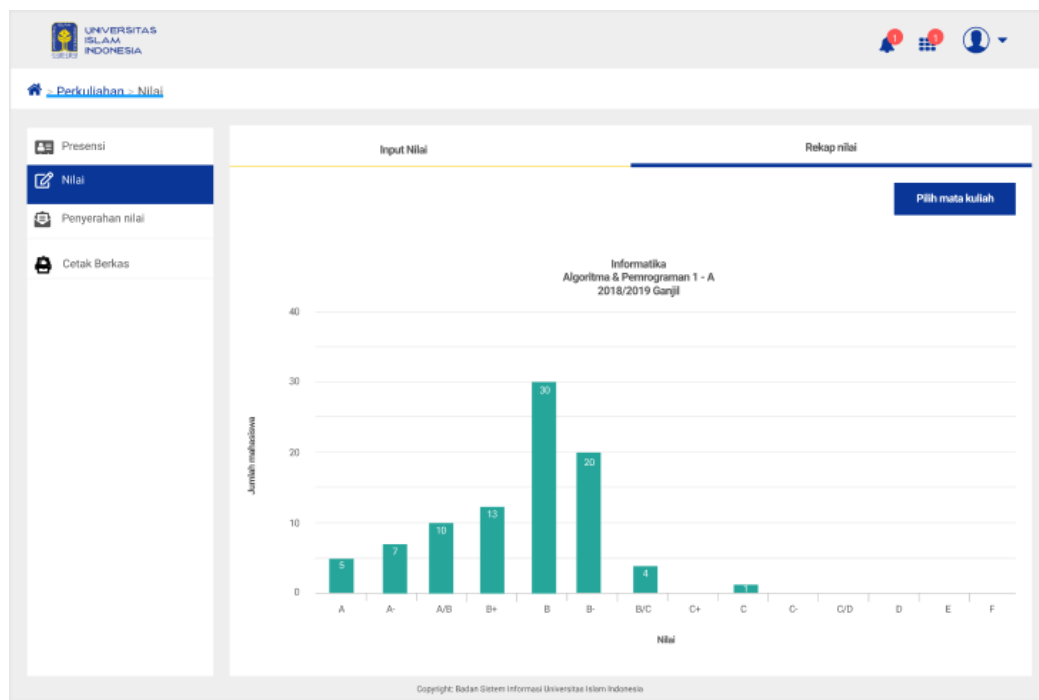 UNIVERSITAS
ISLAM
INDONESIA
1
1
> Perkuliahan > Nilai
Presensi
Nilai
Penyerahan nilai
Cetak Berkas
Input Nilai
Rekap nilai
Pilih mata kuliah
Informatika
Algoritma & Pemrograman 1 - A
2018/2019 Ganjil
Jumlah mahasiswa
40
30
20
10
0
5
7
10
13
30
20
4
1
A A- A/B B+ B B- B/C C+ C C- C/D D E F
Nilai
Copyright: Badan Sistem Informasi Universitas Islam Indonesia